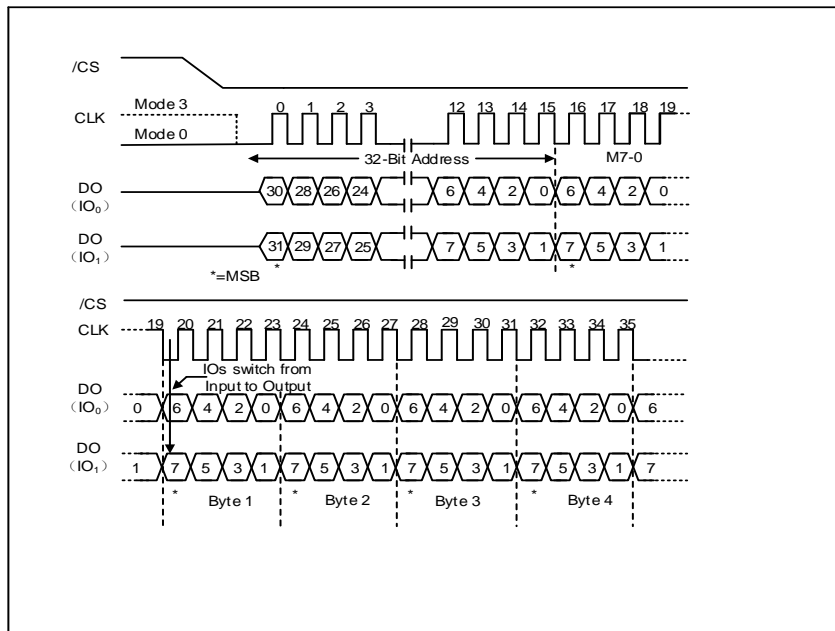 /CS
Mode 3
CLK
Mode 0
0 1 2 3 12 13 14 15 16 17 18 19
32-Bit Address
M7-0
DO
(IO0)
30 28 26 24 6 4 2 0 6 4 2 0
DO
(IO1)
31 29 27 25 7 5 3 1 7 5 3 1
* *
*=MSB
/CS
CLK
19 20 21 22 23 24 25 26 27 28 29 30 31 32 33 34 35
IOs switch from
Input to Output
DO
(IO0)
0 6 4 2 0 6 4 2 0 6 4 2 0 6 4 2 0 6
DO
(IO1)
1 7 5 3 1 7 5 3 1 7 5 3 1 7 5 3 1 7
* Byte 1 * Byte 2 * Byte 3 * Byte 4